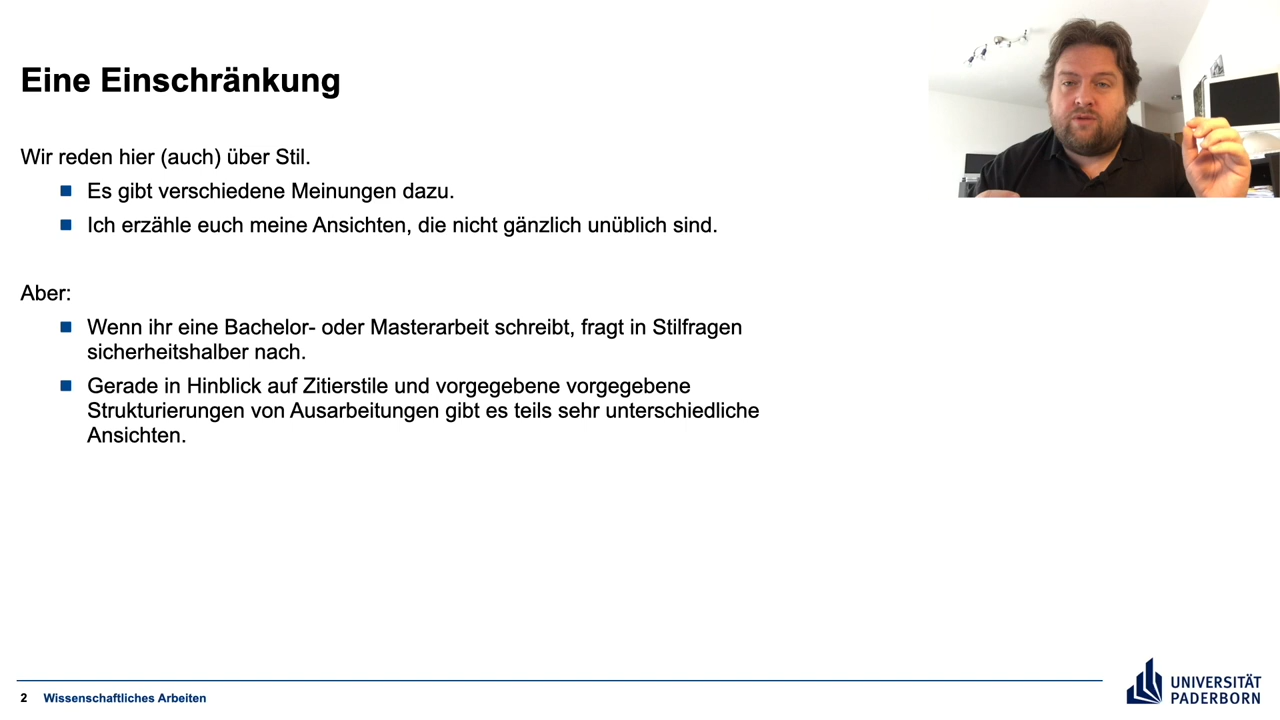 Eine Einschränkung
Wir reden hier (auch) über Stil.
Es gibt verschiedene Meinungen dazu.
Ich erzähle euch meine Ansichten, die nicht gänzlich unüblich sind.
Aber:
Wenn ihr eine Bachelor- oder Masterarbeit schreibt, fragt in Stilfragen
sicherheitshalber nach.
Gerade in Hinblick auf Zitierstile und vorgegebene vorgegebene
Strukturierungen von Ausarbeitungen gibt es teils sehr unterschiedliche
Ansichten.
2 Wissenschaftliches Arbeiten
UNIVERSITÄT
PADERBORN